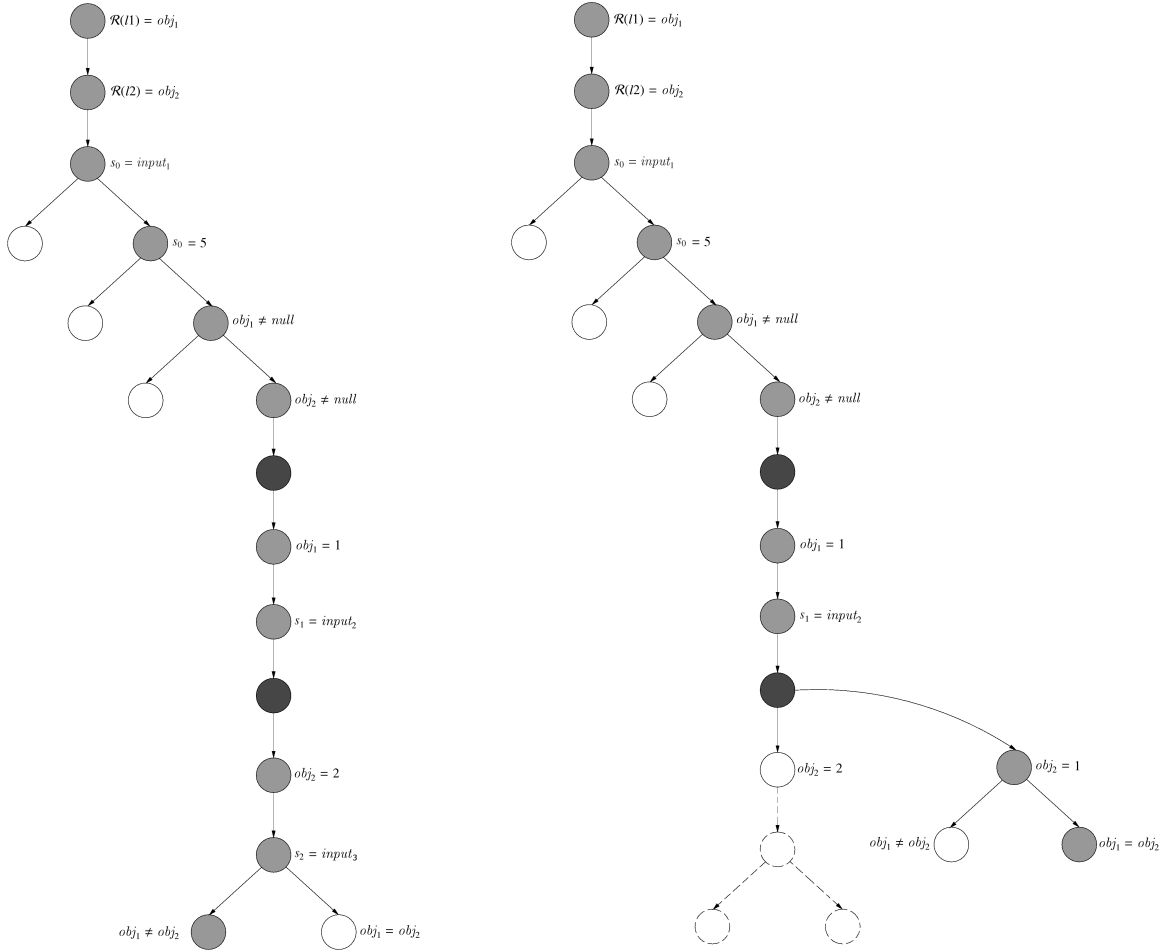 ℛ(l1) = obj₁
ℛ(l2) = obj₂
s₀ = input₁
s₀ = 5
obj₁ ≠ null
obj₂ ≠ null
obj₁ = 1
s₁ = input₂
obj₂ = 2
s₂ = input₃
obj₁ ≠ obj₂
obj₁ = obj₂
ℛ(l1) = obj₁
ℛ(l2) = obj₂
s₀ = input₁
s₀ = 5
obj₁ ≠ null
obj₂ ≠ null
obj₁ = 1
s₁ = input₂
obj₂ = 2
obj₂ = 1
obj₁ ≠ obj₂
obj₁ = obj₂